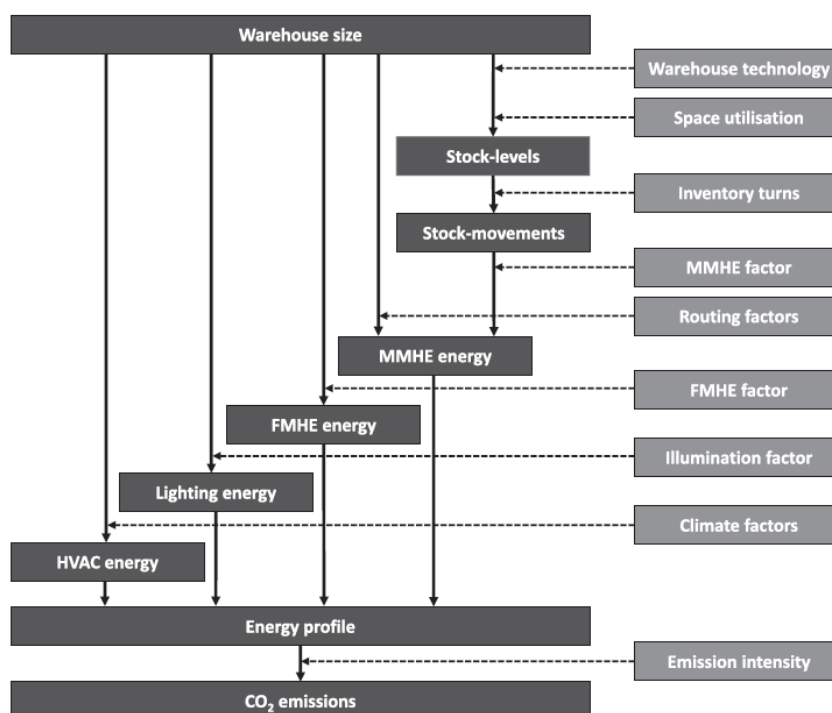 Warehouse size
Warehouse technology
Space utilisation
Stock-levels
Inventory turns
Stock-movements
MMHE factor
Routing factors
MMHE energy
FMHE factor
FMHE energy
Illumination factor
Lighting energy
Climate factors
HVAC energy
Energy profile
Emission intensity
CO₂ emissions